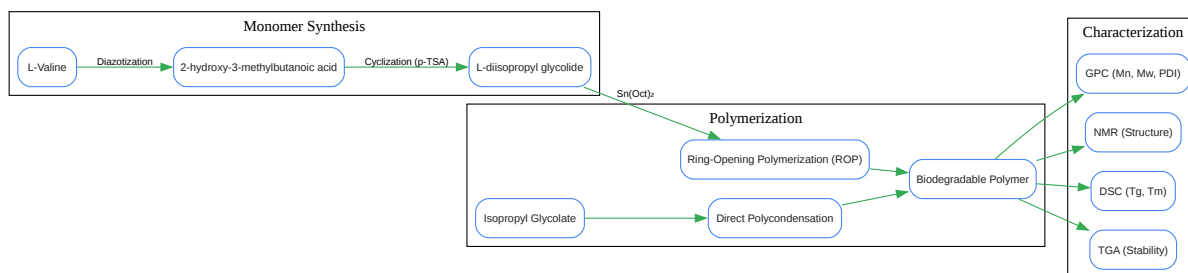 Monomer Synthesis
L-Valine
Diazotization
2-hydroxy-3-methylbutanoic acid
Cyclization (p-TSA)
L-diisopropyl glycolide
Sn(Oct)₂
Polymerization
Ring-Opening Polymerization (ROP)
Biodegradable Polymer
Isopropyl Glycolate
Direct Polycondensation
Characterization
GPC (Mn, Mw, PDI)
NMR (Structure)
DSC (Tg, Tm)
TGA (Stability)